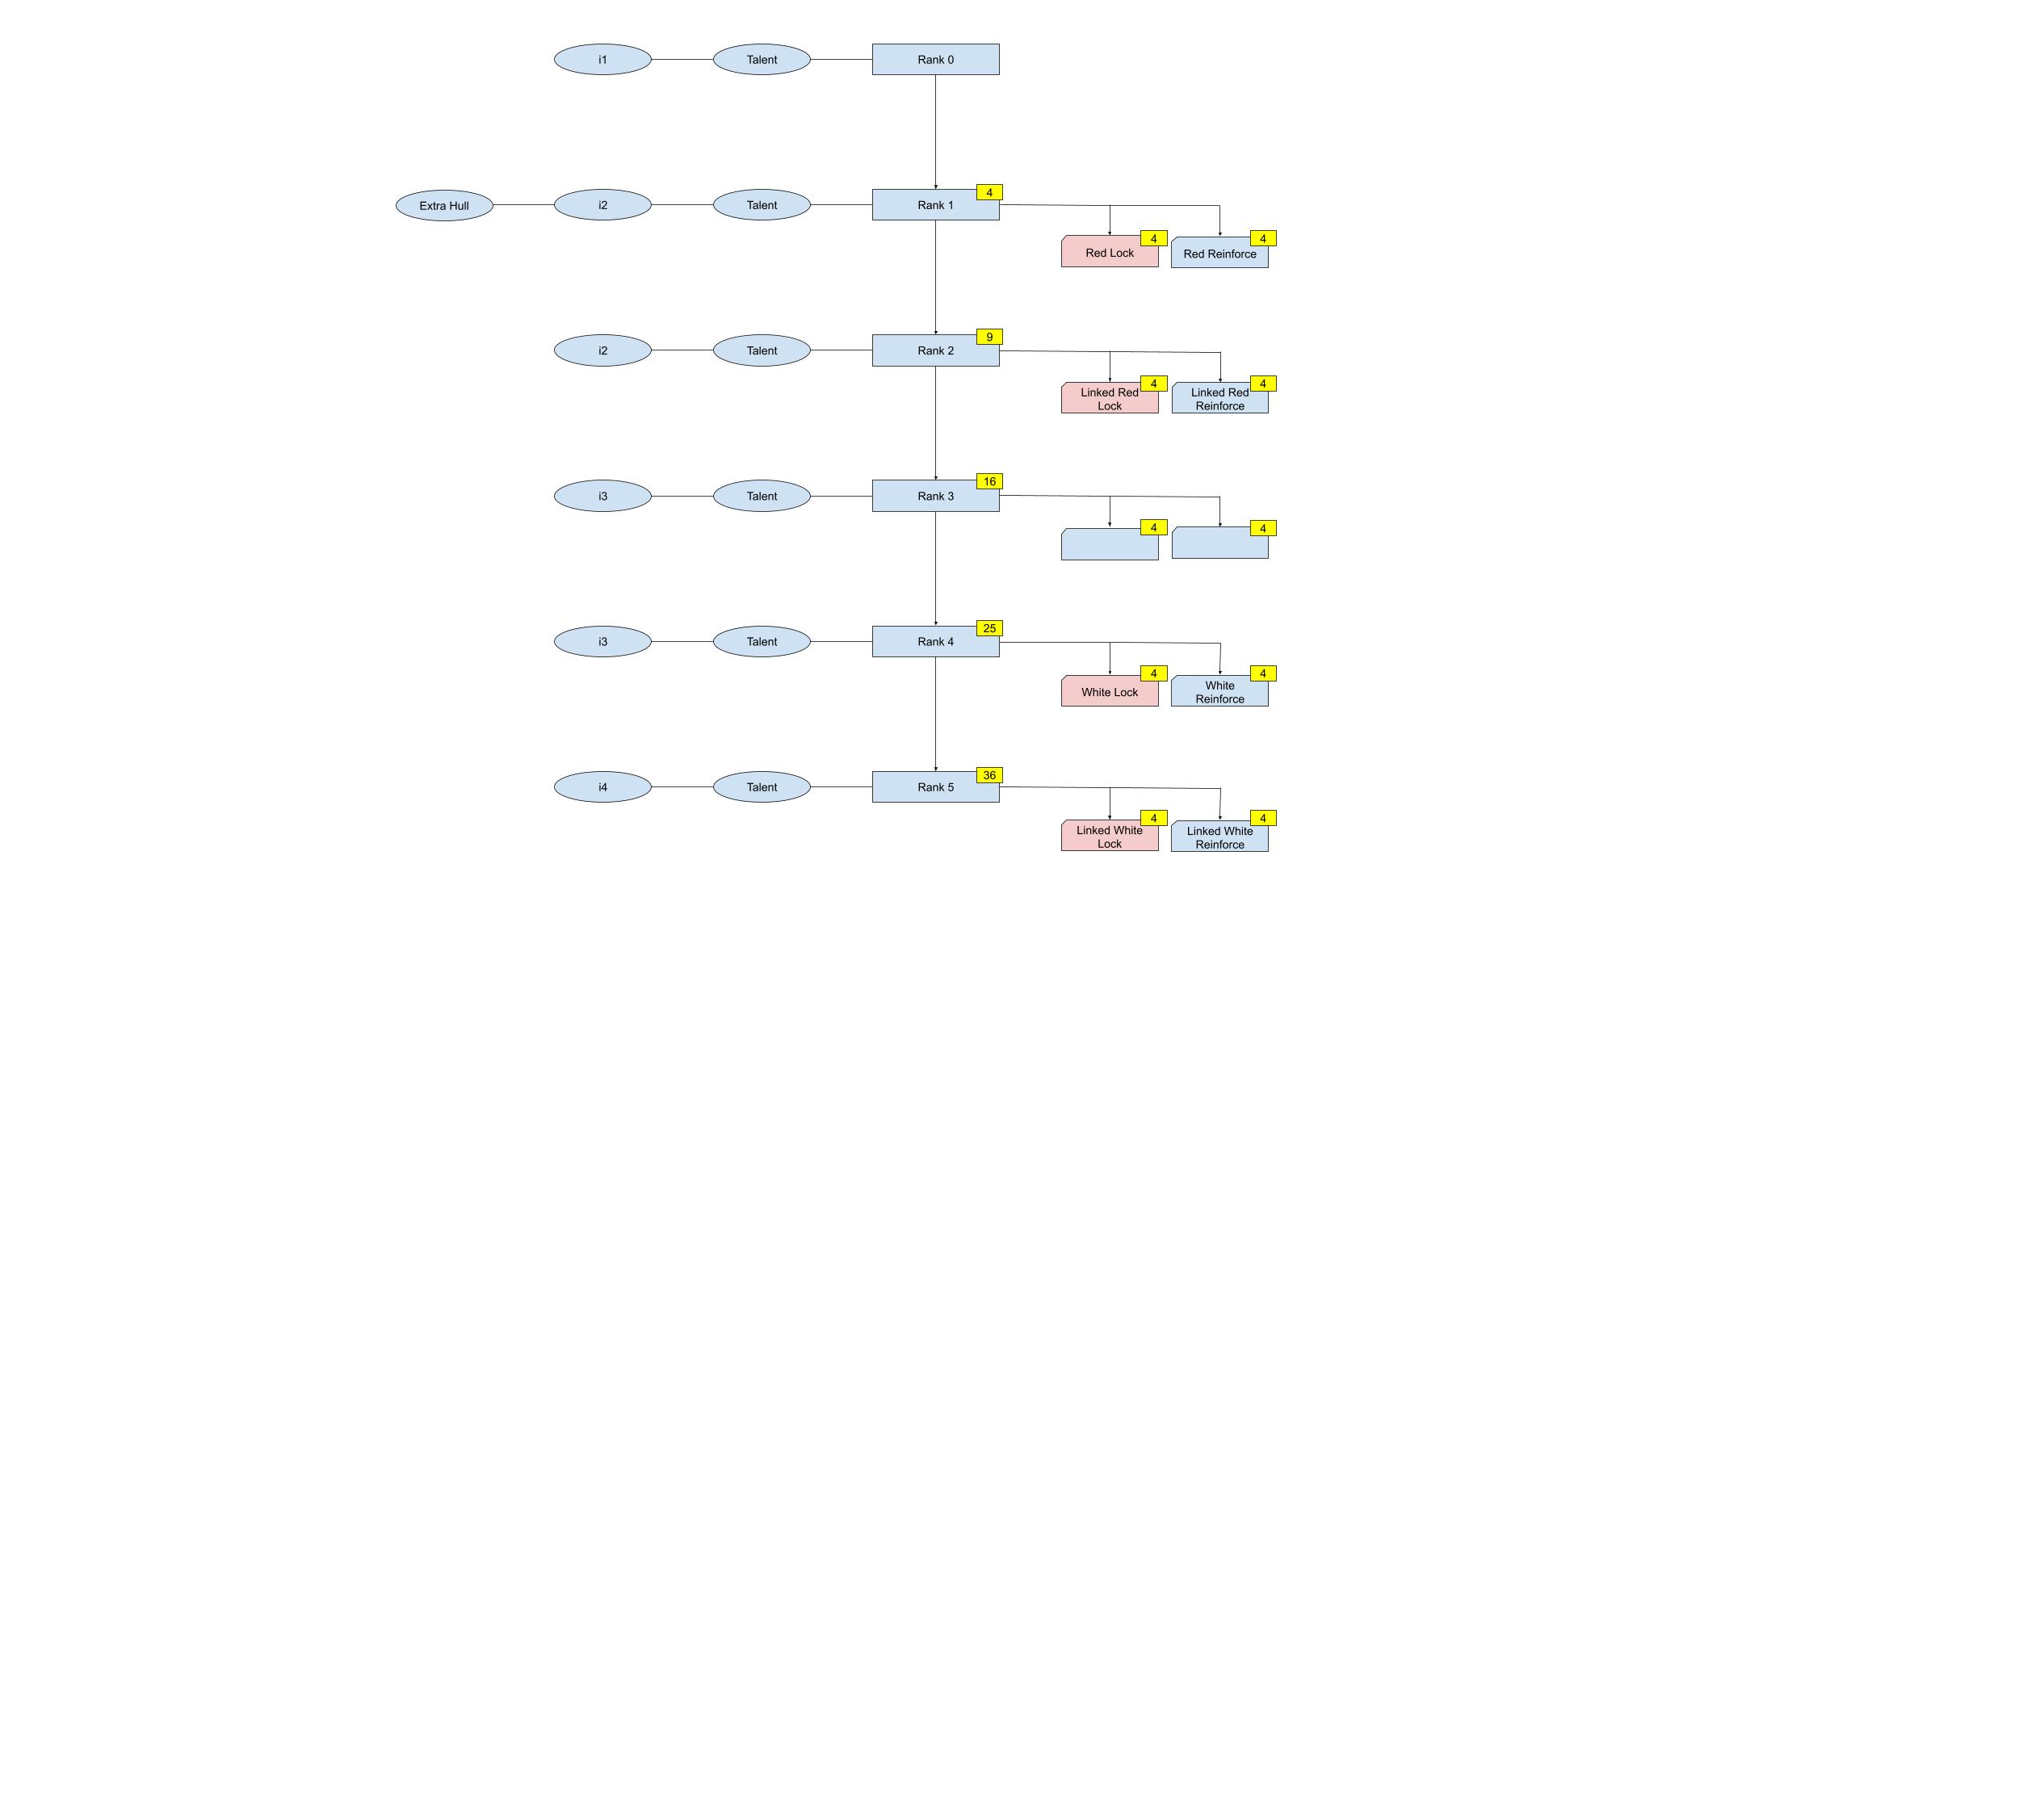 i1 Talent Rank 0
Extra Hull i2 Talent Rank 1 4
Red Lock 4 Red Reinforce 4
i2 Talent Rank 2 9
4 4
Linked Red Linked Red
Lock Reinforce
i3 Talent Rank 3 16
4 4
i3 Talent Rank 4 25
4 4
White Lock White
Reinforce
i4 Talent Rank 5 36
4 4
Linked White Linked White
Lock Reinforce